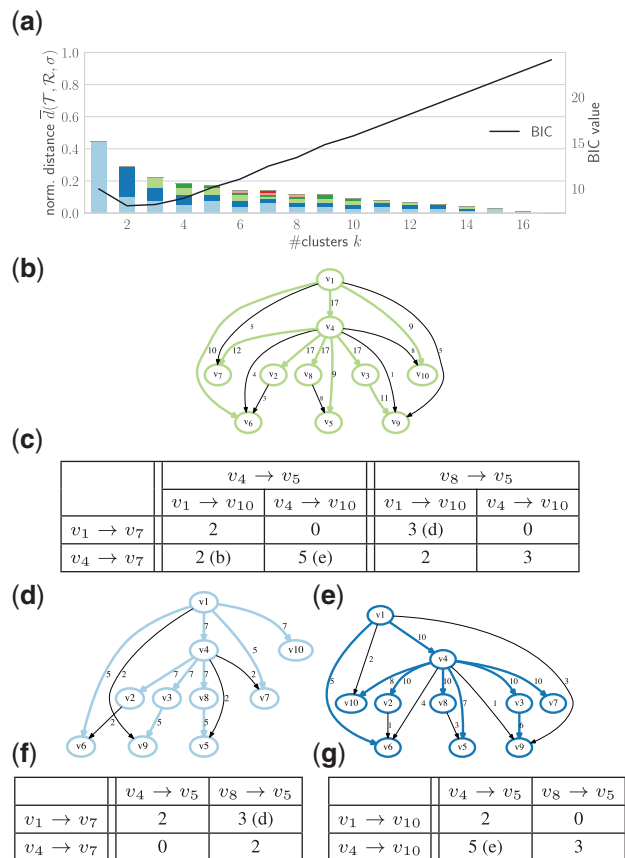 (a)
1.0
0.8
0.6
0.4
0.2
0.0
norm. distance d̅(𝒯, ℛ, σ)
20
15
10
BIC value
BIC
2 4 6 8 10 12 14 16
#clusters k
(b)
v1
17
5 9
v4
10 12 17 17 17 8 5
4 9 1
v7 v2 v8 v3 v10
3 8 11
v6 v5 v9
(c)
v4 → v5 v8 → v5
v1 → v10 v4 → v10 v1 → v10 v4 → v10
v1 → v7 2 0 3 (d) 0
v4 → v7 2 (b) 5 (e) 2 3
(d)
v1
7 7
v4
5 2 7 7 7 5 2
v10
v2 v3 v8 v7
2 5 5 2
v6 v9 v5
(e)
v1
10
2
v4
5 10 8 10 10 10 3
4 7 1
v10 v2 v8 v3 v7
1 3 6
v6 v5 v9
(f)
v4 → v5 v8 → v5
v1 → v7 2 3 (d)
v4 → v7 0 2
(g)
v4 → v5 v8 → v5
v1 → v10 2 0
v4 → v10 5 (e) 3